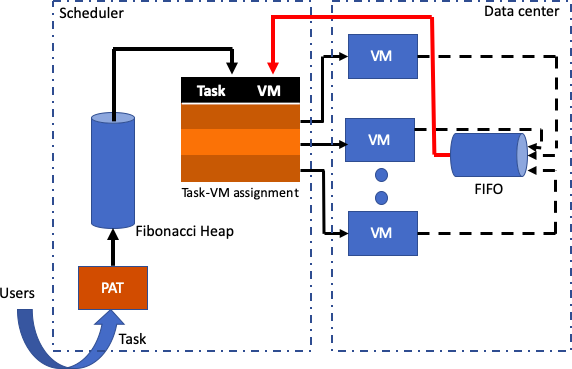 Scheduler
Data center
Task VM
VM
VM
VM
Task-VM assignment
FIFO
Fibonacci Heap
PAT
Users
Task